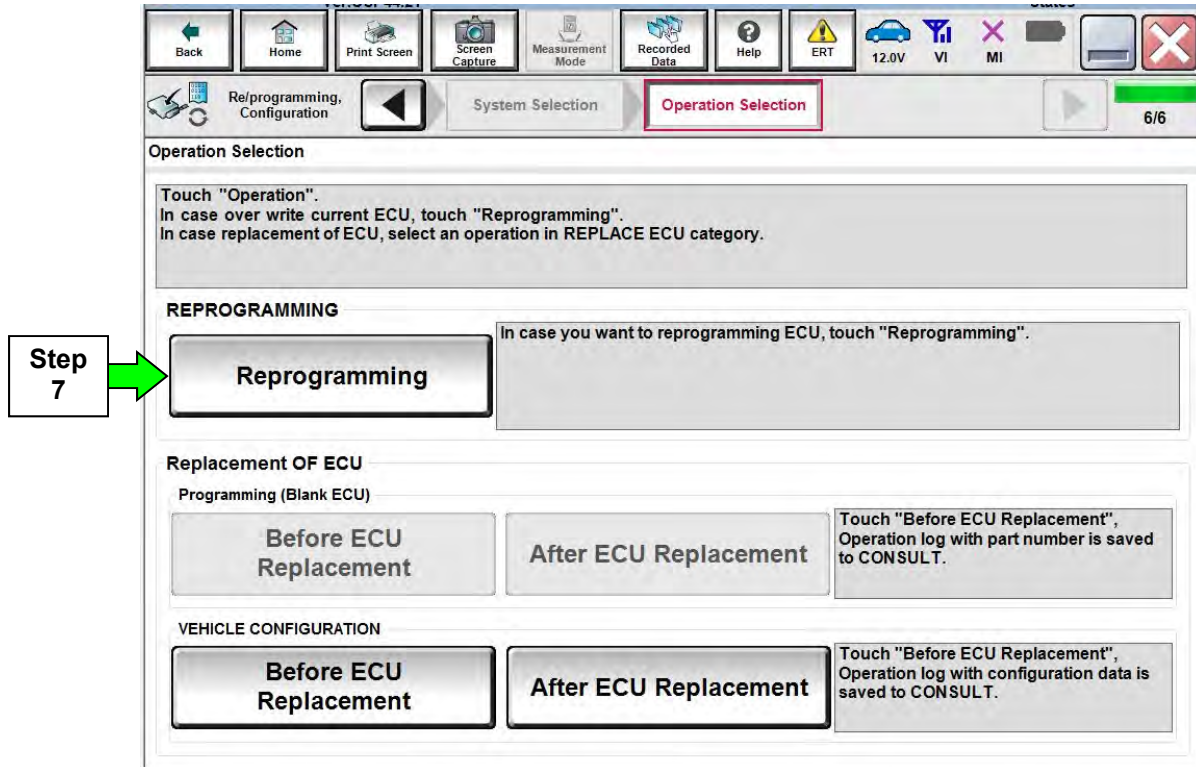 Back
Home
Print Screen
Screen
Capture
Measurement
Mode
Recorded
Data
Help
ERT
12.0V
VI
MI
Re/programming,
Configuration
System Selection
Operation Selection
6/6
Operation Selection
Touch "Operation".
In case over write current ECU, touch "Reprogramming".
In case replacement of ECU, select an operation in REPLACE ECU category.
REPROGRAMMING
Step
7
Reprogramming
In case you want to reprogramming ECU, touch "Reprogramming".
Replacement OF ECU
Programming (Blank ECU)
Before ECU
Replacement
After ECU Replacement
Touch "Before ECU Replacement",
Operation log with part number is saved
to CONSULT.
VEHICLE CONFIGURATION
Before ECU
Replacement
After ECU Replacement
Touch "Before ECU Replacement",
Operation log with configuration data is
saved to CONSULT.